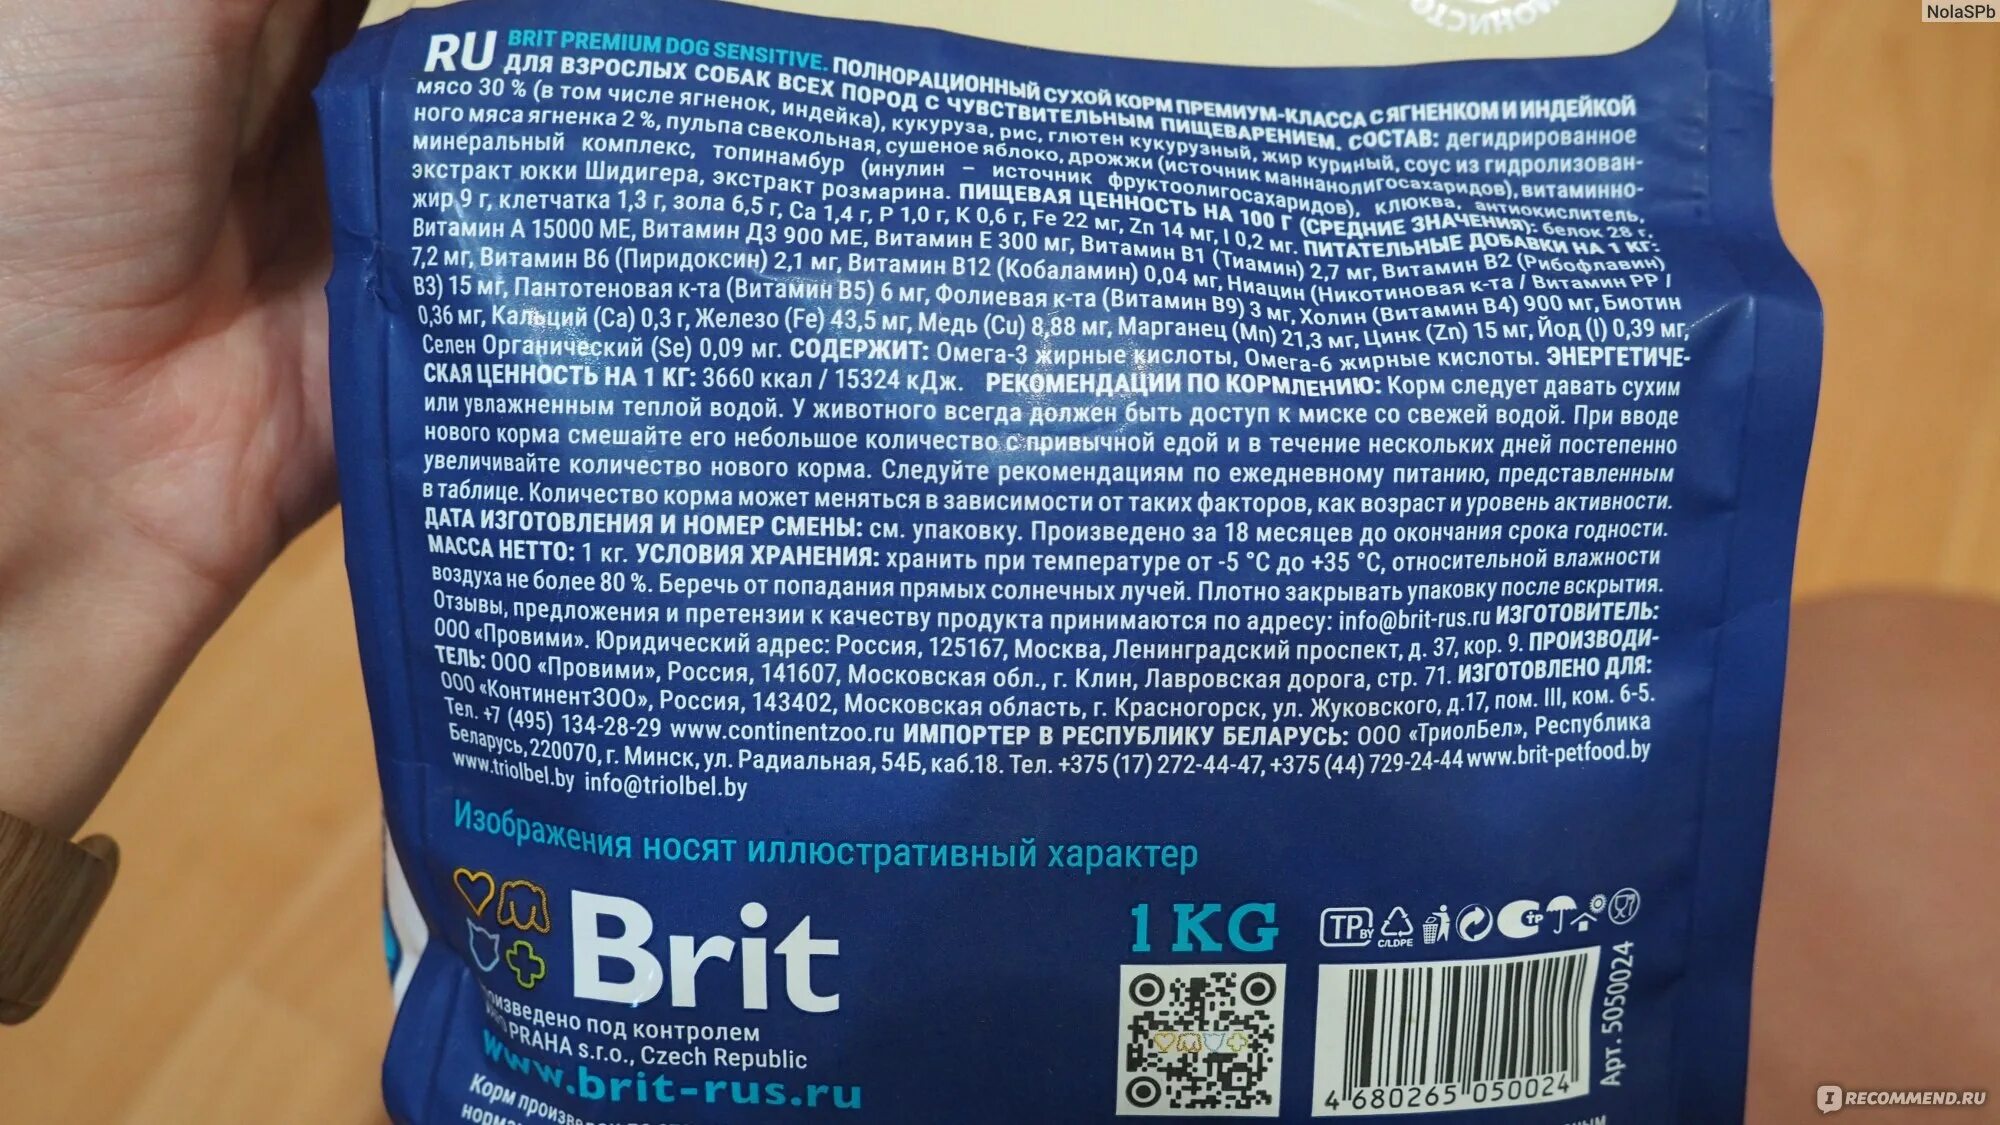 NolaSPb
RU BRIT PREMIUM DOG SENSITIVE. ПОЛНОРАЦИОННЫЙ СУХОЙ КОРМ ПРЕМИУМ-КЛАССА С ЯГНЕНКОМ И ИНДЕЙКОЙ
ДЛЯ ВЗРОСЛЫХ СОБАК ВСЕХ ПОРОД С ЧУВСТВИТЕЛЬНЫМ ПИЩЕВАРЕНИЕМ. СОСТАВ: дегидрированное
мясо 30 % (в том числе ягненок, индейка), кукуруза, рис, глютен кукурузный, жир куриный, соус из гидролизован-
ного мяса ягненка 2 %, пульпа свекольная, сушеное яблоко, дрожжи (источник маннанолигосахаридов), витаминно-
минеральный комплекс, топинамбур (инулин – источник фруктоолигосахаридов), клюква, антиокислитель,
экстракт юкки Шидигера, экстракт розмарина. ПИЩЕВАЯ ЦЕННОСТЬ НА 100 Г (СРЕДНИЕ ЗНАЧЕНИЯ): белок 28 г,
жир 9 г, клетчатка 1,3 г, зола 6,5 г, Ca 1,4 г, P 1,0 г, K 0,6 г, Fe 22 мг, Zn 14 мг, I 0,2 мг. ПИТАТЕЛЬНЫЕ ДОБАВКИ НА 1 КГ:
Витамин А 15000 МЕ, Витамин Д3 900 МЕ, Витамин Е 300 мг, Витамин В1 (Тиамин) 2,7 мг, Витамин В2 (Рибофлавин)
7,2 мг, Витамин В6 (Пиридоксин) 2,1 мг, Витамин В12 (Кобаламин) 0,04 мг, Ниацин (Никотиновая к-та / Витамин РР /
В3) 15 мг, Пантотеновая к-та (Витамин В5) 6 мг, Фолиевая к-та (Витамин В9) 3 мг, Холин (Витамин В4) 900 мг, Биотин
0,36 мг, Кальций (Ca) 0,3 г, Железо (Fe) 43,5 мг, Медь (Cu) 8,88 мг, Марганец (Mn) 21,3 мг, Цинк (Zn) 15 мг, Йод (I) 0,39 мг,
Селен Органический (Se) 0,09 мг. СОДЕРЖИТ: Омега-3 жирные кислоты, Омега-6 жирные кислоты. ЭНЕРГЕТИЧЕ-
СКАЯ ЦЕННОСТЬ НА 1 КГ: 3660 ккал / 15324 кДж. РЕКОМЕНДАЦИИ ПО КОРМЛЕНИЮ: Корм следует давать сухим
или увлажненным теплой водой. У животного всегда должен быть доступ к миске со свежей водой. При вводе
нового корма смешайте его небольшое количество с привычной едой и в течение нескольких дней постепенно
увеличивайте количество нового корма. Следуйте рекомендациям по ежедневному питанию, представленным
в таблице. Количество корма может меняться в зависимости от таких факторов, как возраст и уровень активности.
ДАТА ИЗГОТОВЛЕНИЯ И НОМЕР СМЕНЫ: см. упаковку. Произведено за 18 месяцев до окончания срока годности.
МАССА НЕТТО: 1 кг. УСЛОВИЯ ХРАНЕНИЯ: хранить при температуре от -5 °C до +35 °C, относительной влажности
воздуха не более 80 %. Беречь от попадания прямых солнечных лучей. Плотно закрывать упаковку после вскрытия.
Отзывы, предложения и претензии к качеству продукта принимаются по адресу: info@brit-rus.ru ИЗГОТОВИТЕЛЬ:
ООО «Провими». Юридический адрес: Россия, 125167, Москва, Ленинградский проспект, д. 37, кор. 9. ПРОИЗВОДИ-
ТЕЛЬ: ООО «Провими», Россия, 141607, Московская обл., г. Клин, Лавровская дорога, стр. 71. ИЗГОТОВЛЕНО ДЛЯ:
ООО «КонтинентЗОО», Россия, 143402, Московская область, г. Красногорск, ул. Жуковского, д.17, пом. III, ком. 6-5.
Тел. +7 (495) 134-28-29 www.continentzoo.ru ИМПОРТЕР В РЕСПУБЛИКУ БЕЛАРУСЬ: ООО «ТриолБел», Республика
Беларусь, 220070, г. Минск, ул. Радиальная, 54Б, каб.18. Тел. +375 (17) 272-44-47, +375 (44) 729-24-44 www.brit-petfood.by
www.triolbel.by info@triolbel.by
Изображения носят иллюстративный характер
Brit
1 KG
TP BY
C/LDPE
Арт. 5050024
4 680265 050024
под контролем
PRAHA s.r.o., Czech Republic
www.brit-rus.ru
Корм
IRECOMMEND.RU